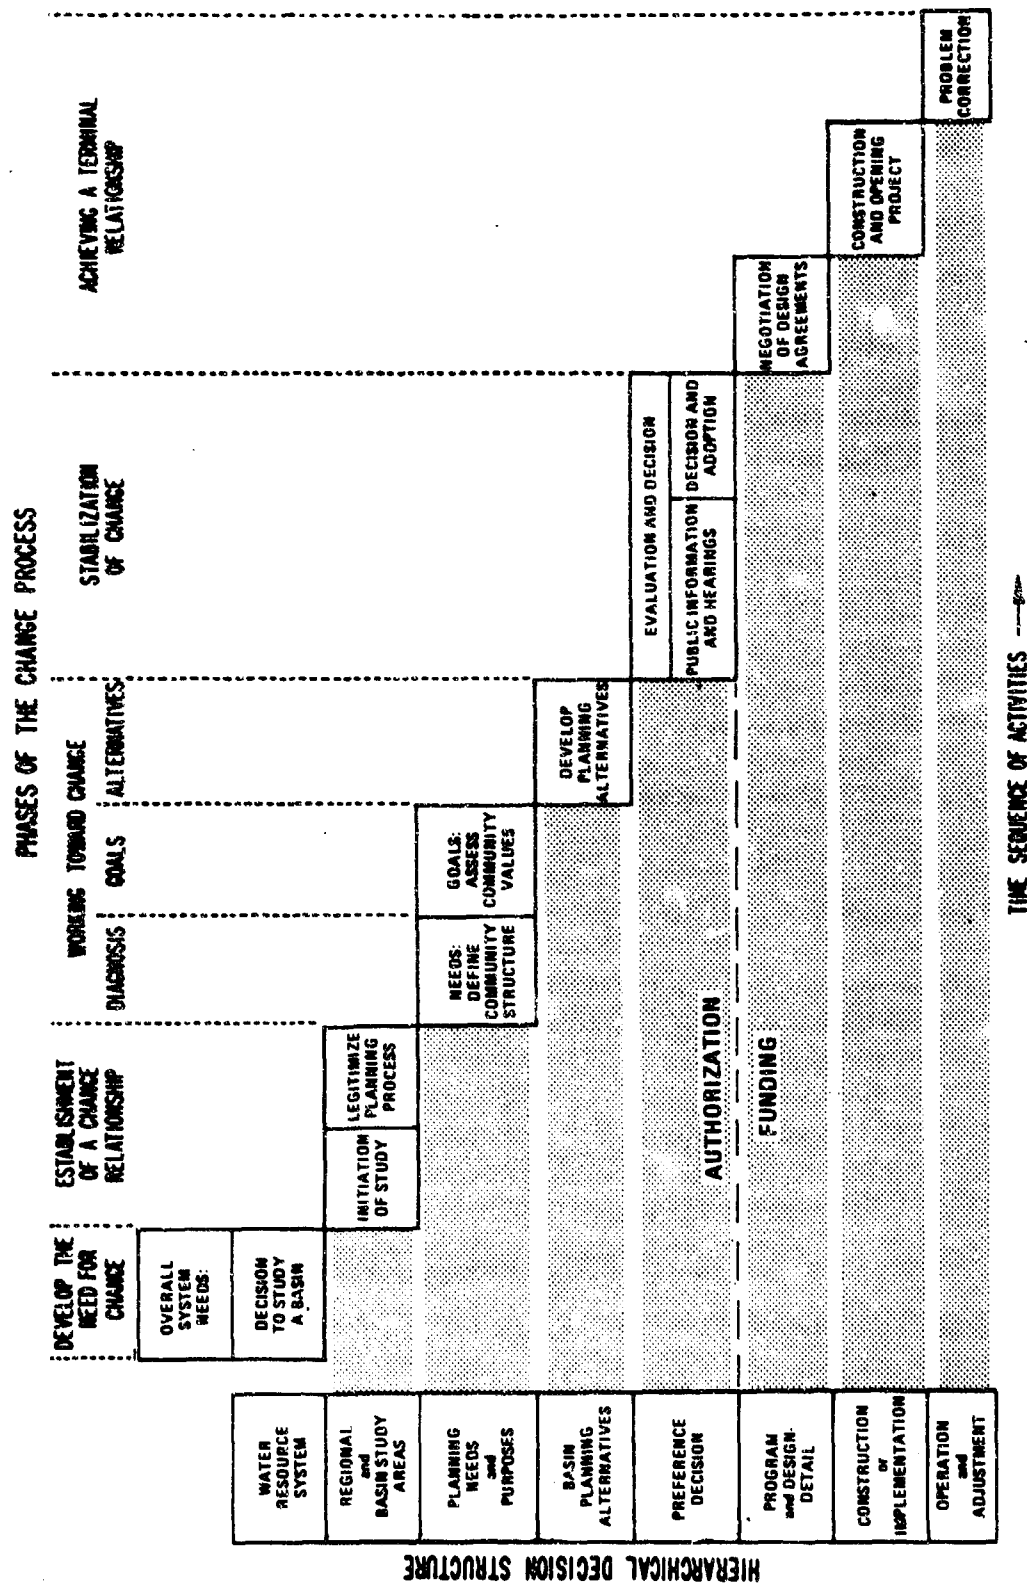 PHASES OF THE CHANGE PROCESS
DEVELOP THE
NEED FOR
CHANGE
ESTABLISHMENT
OF A CHANGE
RELATIONSHIP
WORKING TOWARD CHANGE
DIAGNOSIS
GOALS
ALTERNATIVES
STABILIZATION
OF CHANGE
ACHIEVING A TERMINAL
RELATIONSHIP
HIERARCHICAL DECISION STRUCTURE
WATER
RESOURCE
SYSTEM
OVERALL
SYSTEM
NEEDS:
DECISION
TO STUDY
A BASIN
REGIONAL
and
BASIN STUDY
AREAS
INITIATION
OF STUDY
LEGITIMIZE
PLANNING
PROCESS
PLANNING
NEEDS
and
PURPOSES
NEEDS:
DEFINE
COMMUNITY
STRUCTURE
GOALS:
ASSESS
COMMUNITY
VALUES
BASIN
PLANNING
ALTERNATIVES
DEVELOP
PLANNING
ALTERNATIVES
PREFERENCE
DECISION
EVALUATION AND DECISION
PUBLIC INFORMATION
AND HEARINGS
DECISION AND
ADOPTION
AUTHORIZATION
FUNDING
PROGRAM
and DESIGN-
DETAIL
NEGOTIATION
OF DESIGN
AGREEMENTS
CONSTRUCTION
or
IMPLEMENTATION
CONSTRUCTION
AND OPENING
PROJECT
OPERATION
and
ADJUSTMENT
PROBLEM
CORRECTION
TIME SEQUENCE OF ACTIVITIES